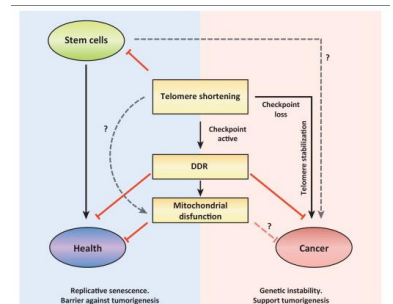 Stem cells
?
Telomere shortening
Checkpoint
loss
?
Checkpoint
active
Telomere stabilization
DDR
Mitochondrial
disfunction
?
Health
Cancer
Replicative senescence.
Barrier against tumorigenesis
Genetic instability.
Support tumorigenesis